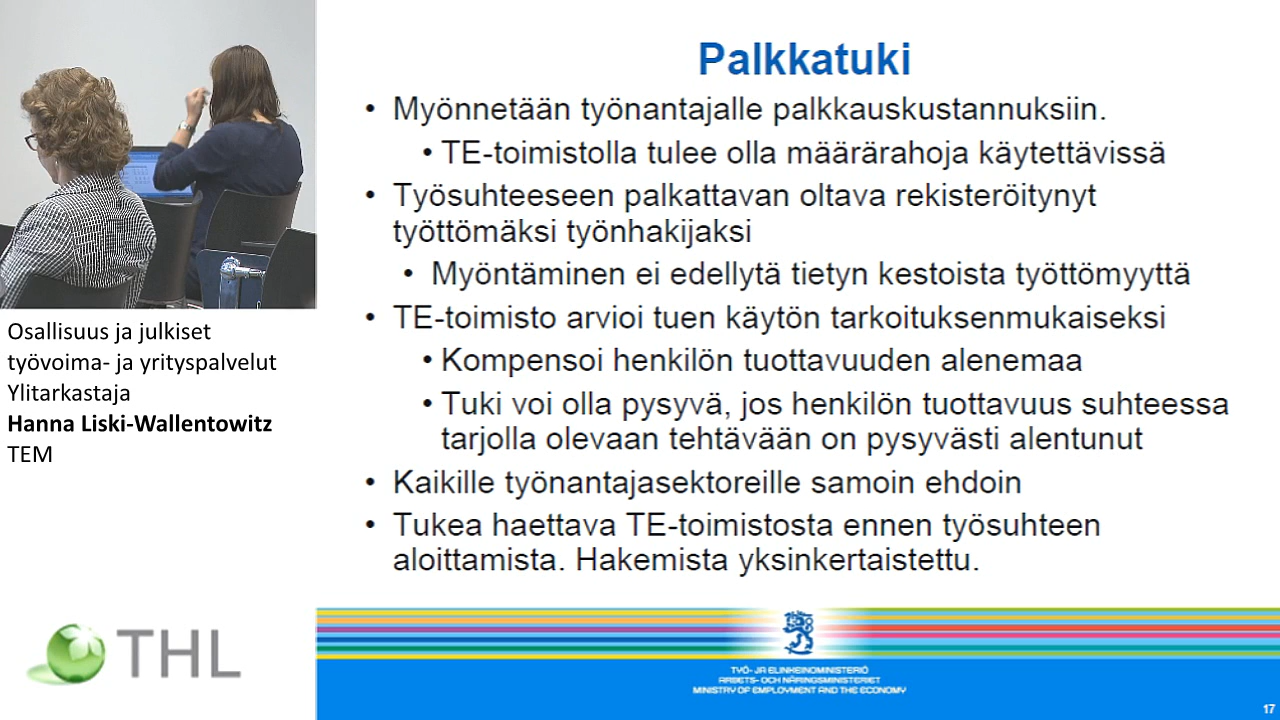 Palkkatuki
• Myönnetään työnantajalle palkkauskustannuksiin.
• TE-toimistolla tulee olla määrärahoja käytettävissä
• Työsuhteeseen palkattavan oltava rekisteröitynyt
työttömäksi työnhakijaksi
• Myöntäminen ei edellytä tietyn kestoista työttömyyttä
• TE-toimisto arvioi tuen käytön tarkoituksenmukaiseksi
• Kompensoi henkilön tuottavuuden alenemaa
• Tuki voi olla pysyvä, jos henkilön tuottavuus suhteessa
tarjolla olevaan tehtävään on pysyvästi alentunut
• Kaikille työnantajasektoreille samoin ehdoin
• Tukea haettava TE-toimistosta ennen työsuhteen
aloittamista. Hakemista yksinkertaistettu.
Osallisuus ja julkiset
työvoima- ja yrityspalvelut
Ylitarkastaja
Hanna Liski-Wallentowitz
TEM
THL
TYÖ- JA ELINKEINOMINISTERIÖ
ARBETS- OCH NÄRINGSMINISTERIET
MINISTRY OF EMPLOYMENT AND THE ECONOMY
17